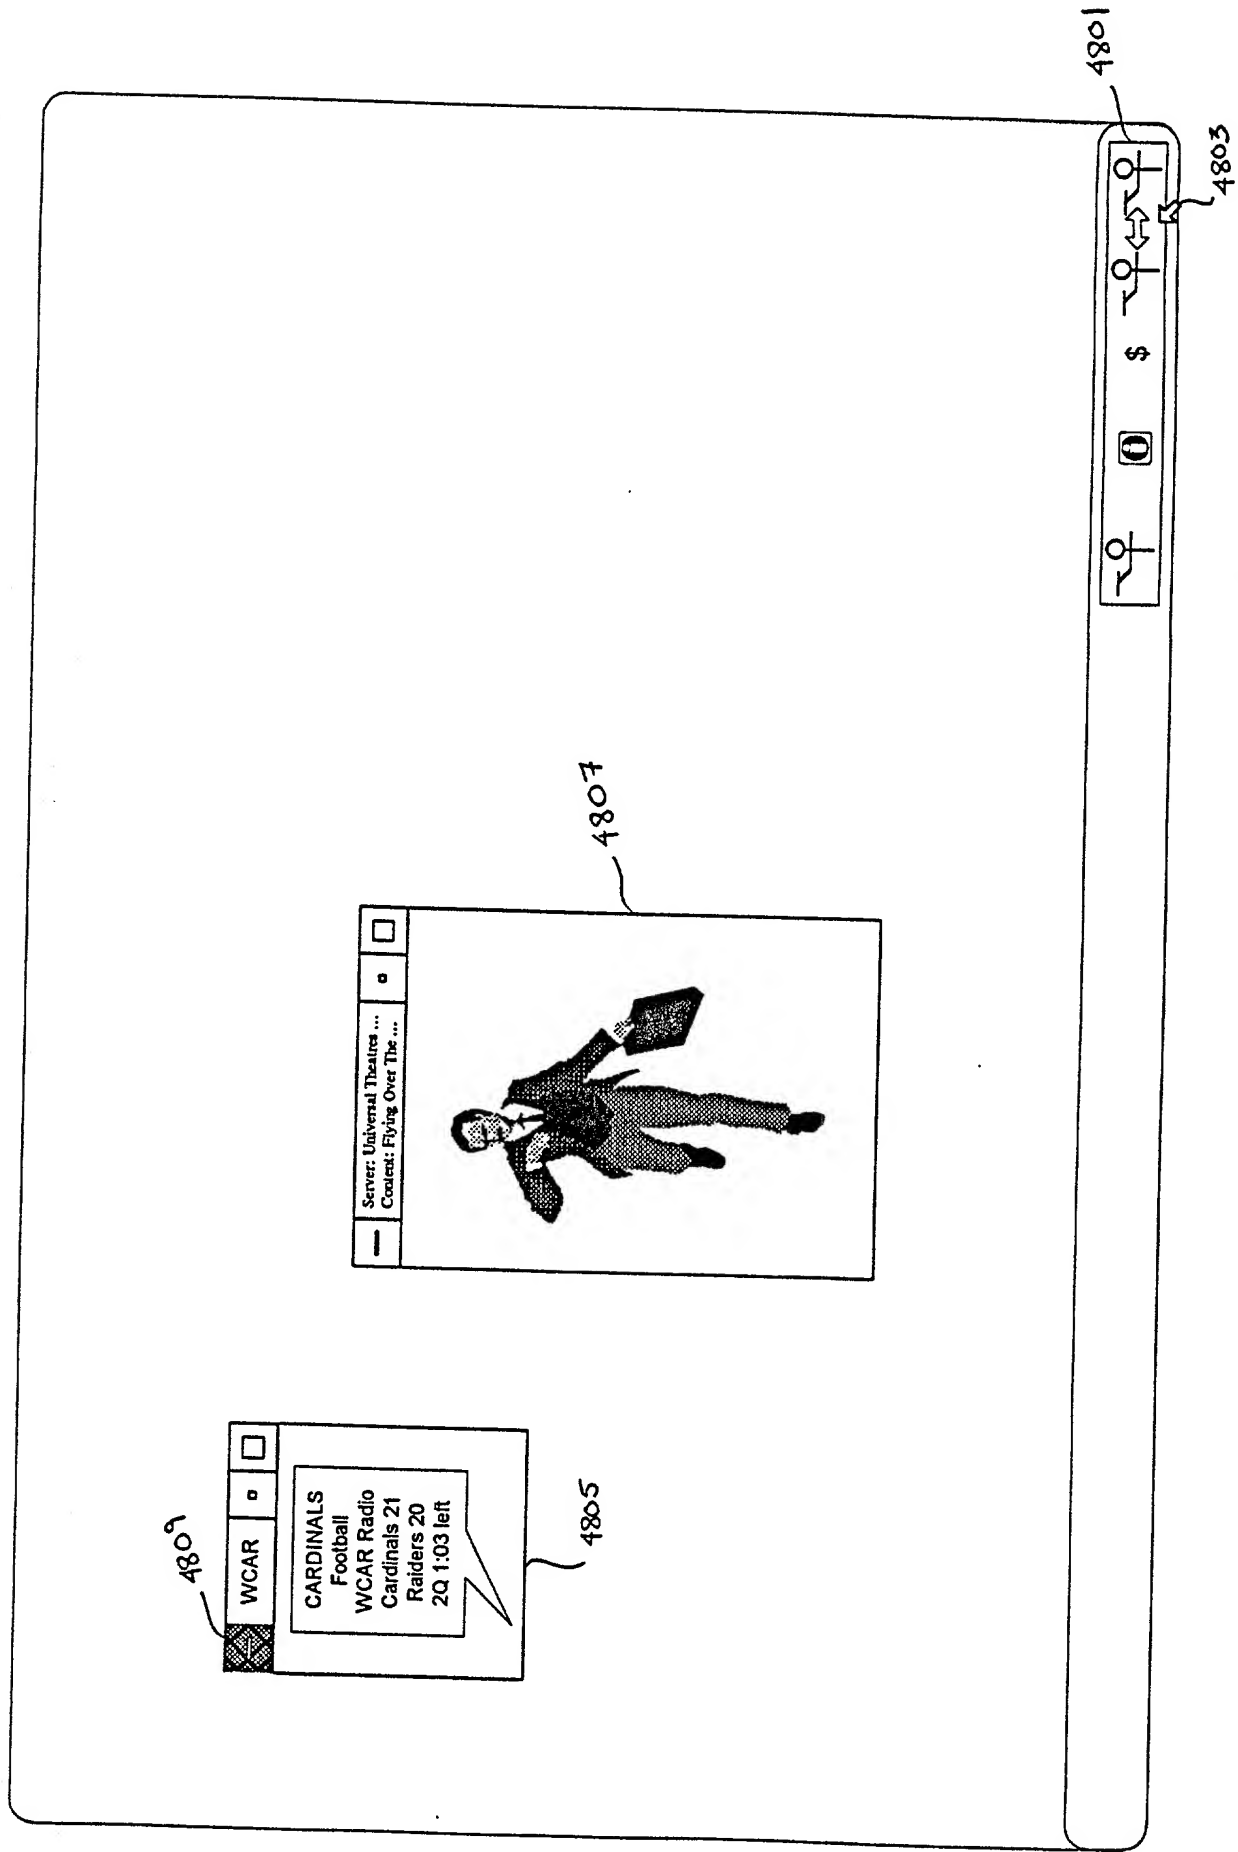 4809
WCAR
CARDINALS
Football
WCAR Radio
Cardinals 21
Raiders 20
2Q 1:03 left
4805
Server: Universal Theatres ...
Content: Flying Over The ...
4807
$
4801
4803